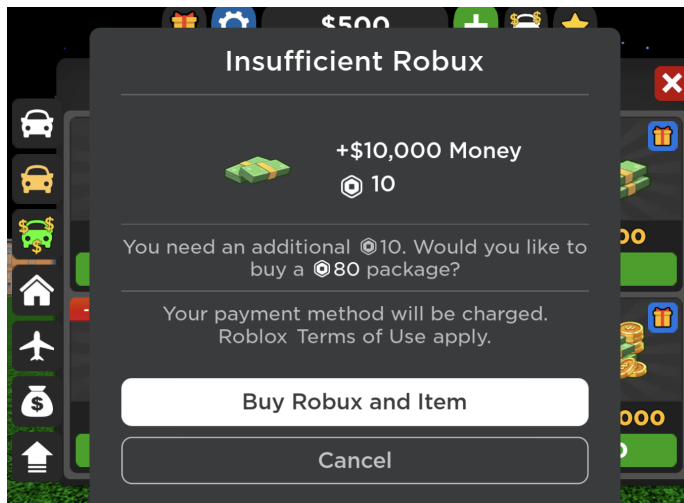 $500
Insufficient Robux
+$10,000 Money
10
You need an additional 10. Would you like to
buy a 80 package?
Your payment method will be charged.
Roblox Terms of Use apply.
Buy Robux and Item
Cancel